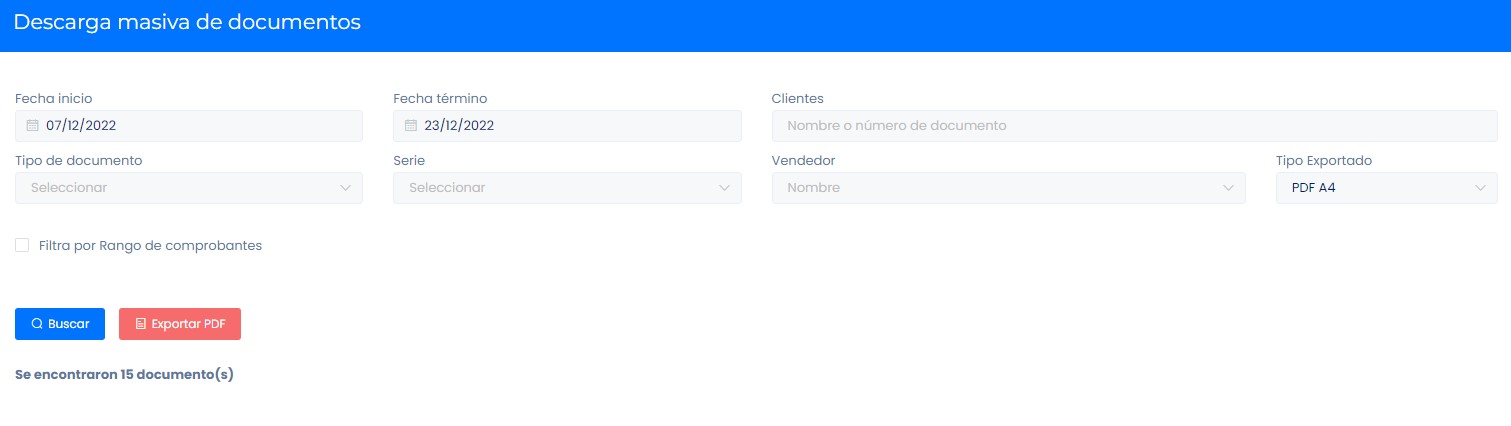 Descarga masiva de documentos
Fecha inicio
07/12/2022
Fecha término
23/12/2022
Clientes
Nombre o número de documento
Tipo de documento
Seleccionar
Serie
Seleccionar
Vendedor
Nombre
Tipo Exportado
PDF A4
Filtra por Rango de comprobantes
Buscar
Exportar PDF
Se encontraron 15 documento(s)